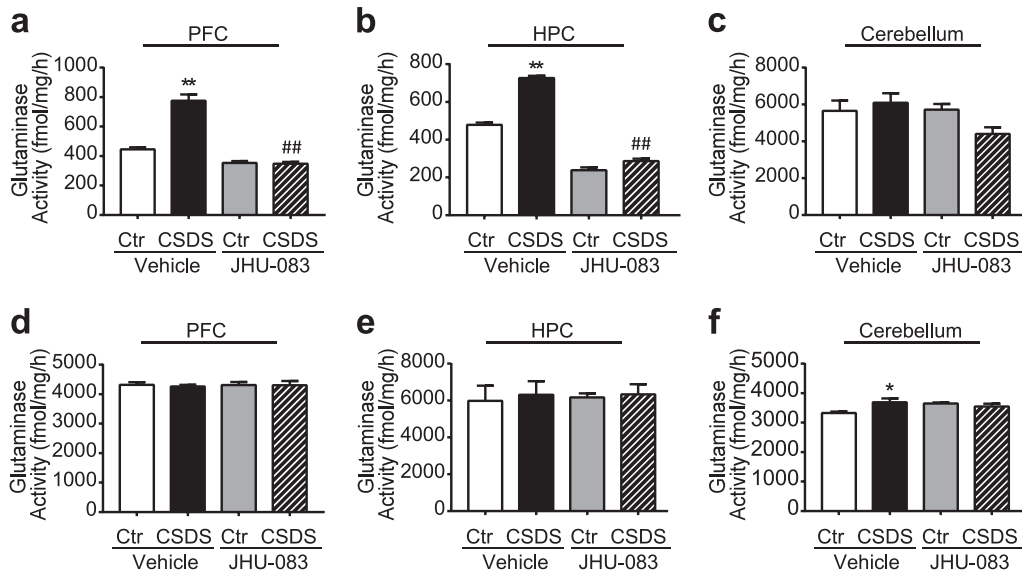 a
PFC
Glutaminase
Activity (fmol/mg/h)
1000
800
600
400
200
0
**
##
Ctr CSDS Ctr CSDS
Vehicle JHU-083
b
HPC
Glutaminase
Activity (fmol/mg/h)
800
600
400
200
0
**
##
Ctr CSDS Ctr CSDS
Vehicle JHU-083
c
Cerebellum
Glutaminase
Activity (fmol/mg/h)
8000
6000
4000
2000
0
Ctr CSDS Ctr CSDS
Vehicle JHU-083
d
PFC
Glutaminase
Activity (fmol/mg/h)
5000
4000
3000
2000
1000
0
Ctr CSDS Ctr CSDS
Vehicle JHU-083
e
HPC
Glutaminase
Activity (fmol/mg/h)
8000
6000
4000
2000
0
Ctr CSDS Ctr CSDS
Vehicle JHU-083
f
Cerebellum
Glutaminase
Activity (fmol/mg/h)
5000
4000
3000
2000
1000
0
*
Ctr CSDS Ctr CSDS
Vehicle JHU-083